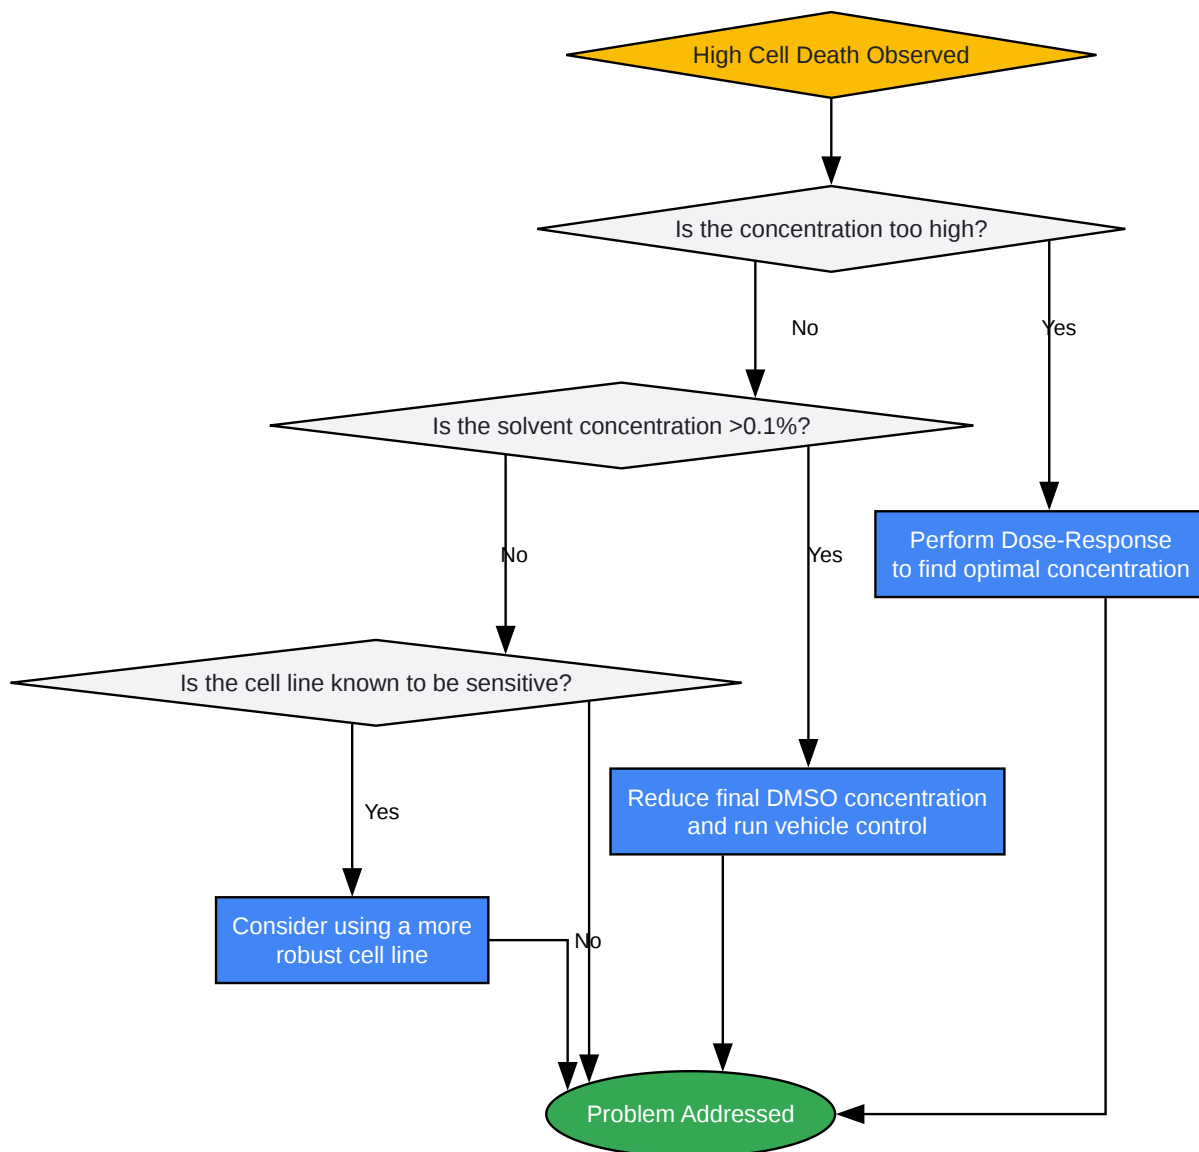 High Cell Death Observed
Is the concentration too high?
No
Yes
Is the solvent concentration >0.1%?
No
Yes
Perform Dose-Response
to find optimal concentration
Is the cell line known to be sensitive?
Yes
Reduce final DMSO concentration
and run vehicle control
Consider using a more
robust cell line
No
Problem Addressed